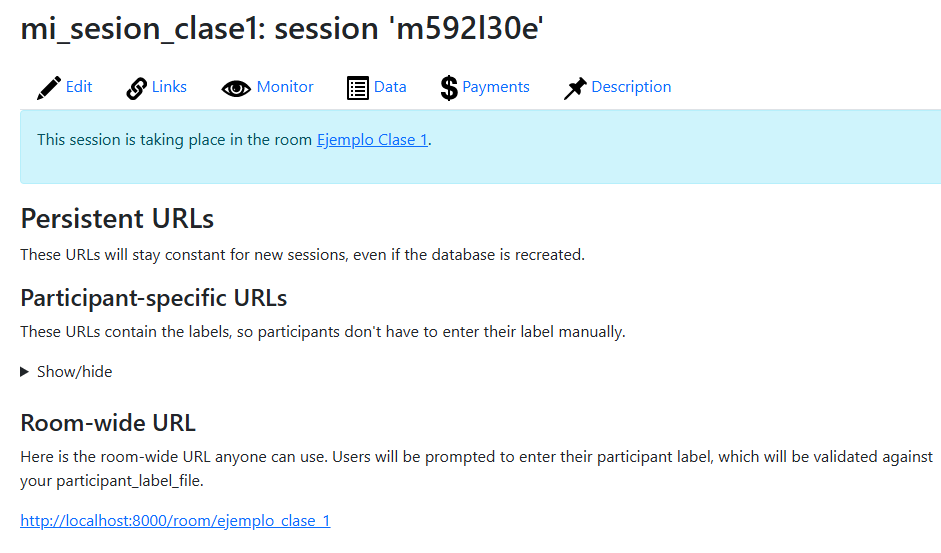 mi_sesion_clase1: session 'm592l30e'
Edit Links Monitor Data Payments Description
This session is taking place in the room Ejemplo Clase 1.
Persistent URLs
These URLs will stay constant for new sessions, even if the database is recreated.
Participant-specific URLs
These URLs contain the labels, so participants don't have to enter their label manually.
Show/hide
Room-wide URL
Here is the room-wide URL anyone can use. Users will be prompted to enter their participant label, which will be validated against
your participant_label_file.
http://localhost:8000/room/ejemplo_clase_1